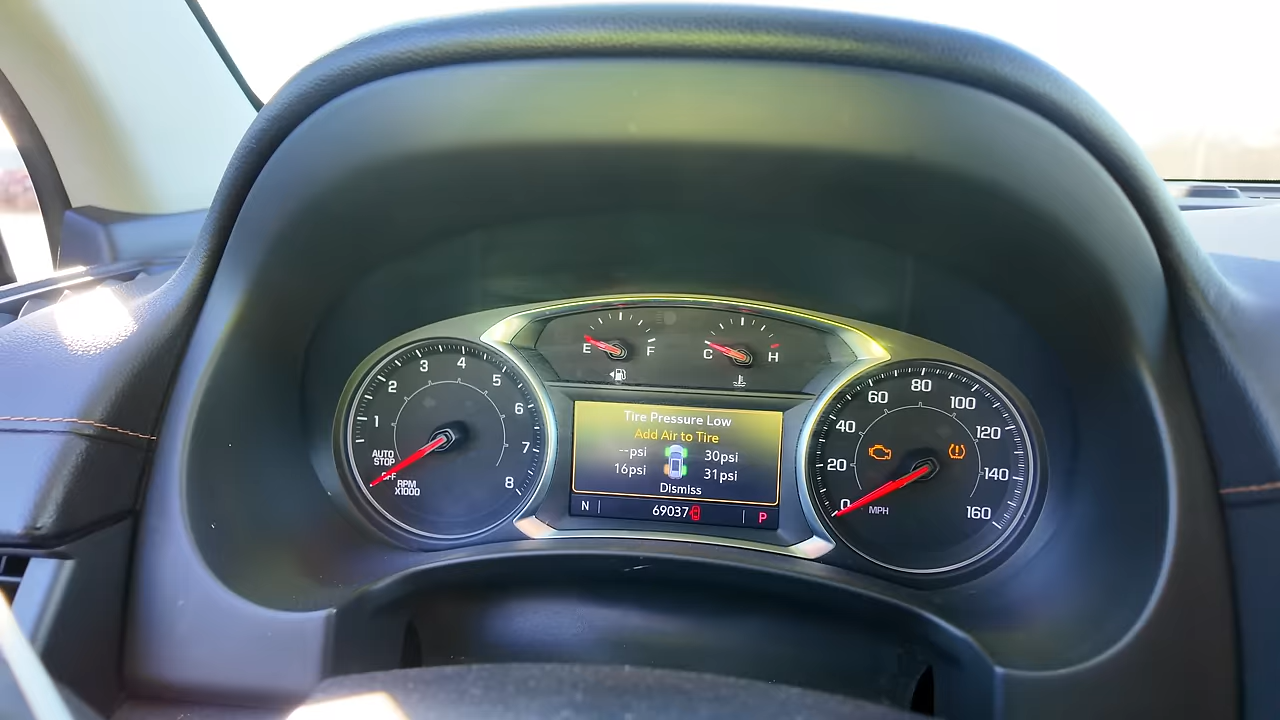 E F
C H
1 2 3 4 5 6 7 8
AUTO
STOP
OFF
RPM
X1000
Tire Pressure Low
Add Air to Tire
--psi 30psi
16psi 31psi
Dismiss
N 69037 P
0 20 40 60 80 100 120 140 160
MPH